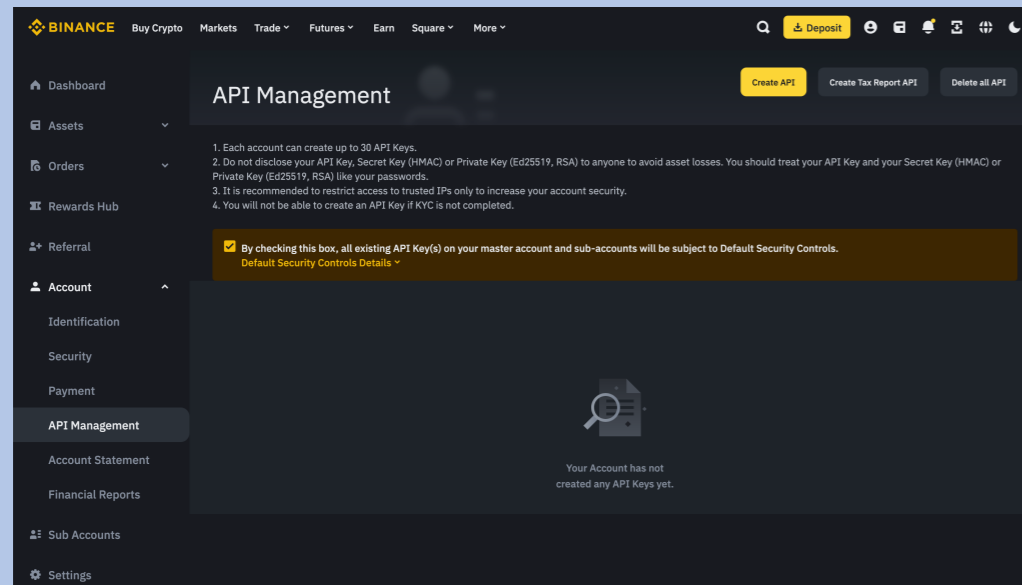 BINANCE Buy Crypto Markets Trade Futures Earn Square More Deposit
Dashboard
Assets
Orders
Rewards Hub
Referral
Account
Identification
Security
Payment
API Management
Account Statement
Financial Reports
Sub Accounts
Settings
API Management
Create API Create Tax Report API Delete all API
1. Each account can create up to 30 API Keys.
2. Do not disclose your API Key, Secret Key (HMAC) or Private Key (Ed25519, RSA) to anyone to avoid asset losses. You should treat your API Key and your Secret Key (HMAC) or
Private Key (Ed25519, RSA) like your passwords.
3. It is recommended to restrict access to trusted IPs only to increase your account security.
4. You will not be able to create an API Key if KYC is not completed.
By checking this box, all existing API Key(s) on your master account and sub-accounts will be subject to Default Security Controls.
Default Security Controls Details
Your Account has not
created any API Keys yet.